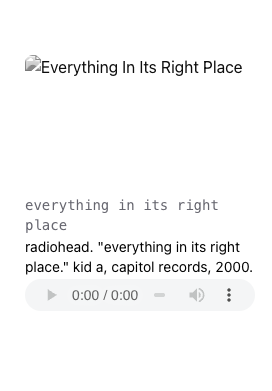 Everything In Its Right Place
everything in its right
place
radiohead. "everything in its right
place." kid a, capitol records, 2000.
0:00 / 0:00